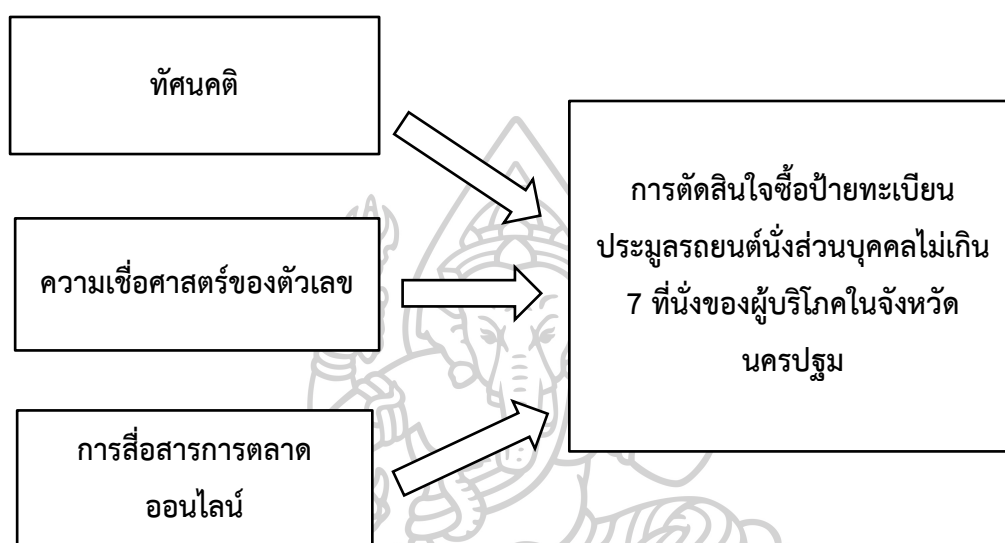 ทัศนคติ
ความเชื่อศาสตร์ของตัวเลข
การสื่อสารการตลาด
ออนไลน์
การตัดสินใจซื้อป้ายทะเบียน
ประมูลรถยนต์นั่งส่วนบุคคลไม่เกิน
7 ที่นั่งของผู้บริโภคในจังหวัด
นครปฐม